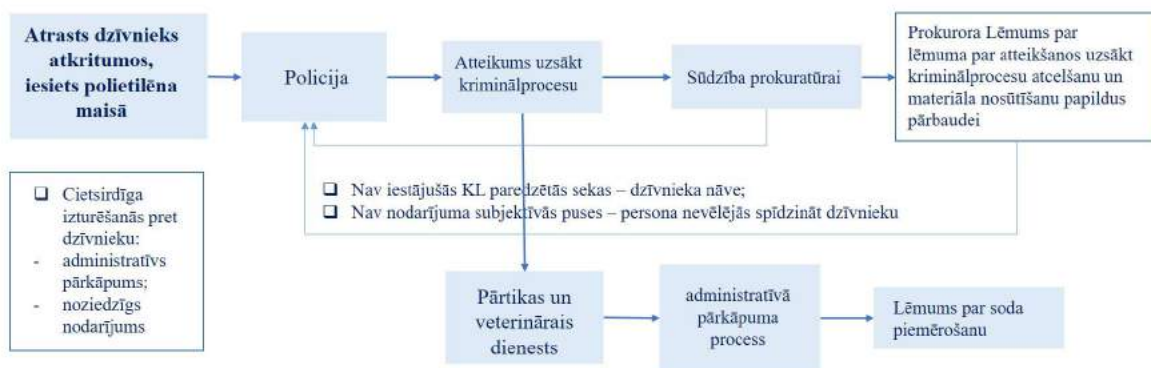 Atrasts dzīvnieks
atkritumos,
iesiets polietilēna
maisā
Policija
Atteikums uzsākt
kriminālprocesu
Sūdzība prokuratūrai
Prokurora Lēmums par
lēmuma par atteikšanos uzsākt
kriminālprocesu atcelšanu un
materiāla nosūtīšanu papildus
pārbaudei
❑ Cietsirdīga
izturēšanās pret
dzīvnieku:
- administratīvs
pārkāpums;
- noziedzīgs
nodarījums
❑ Nav iestājušās KL paredzētās sekas – dzīvnieka nāve;
❑ Nav nodarījuma subjektīvās puses – persona nevēlējās spīdzināt dzīvnieku
Pārtikas un
veterinārais
dienests
administratīvā
pārkāpuma
process
Lēmums par soda
piemērošanu